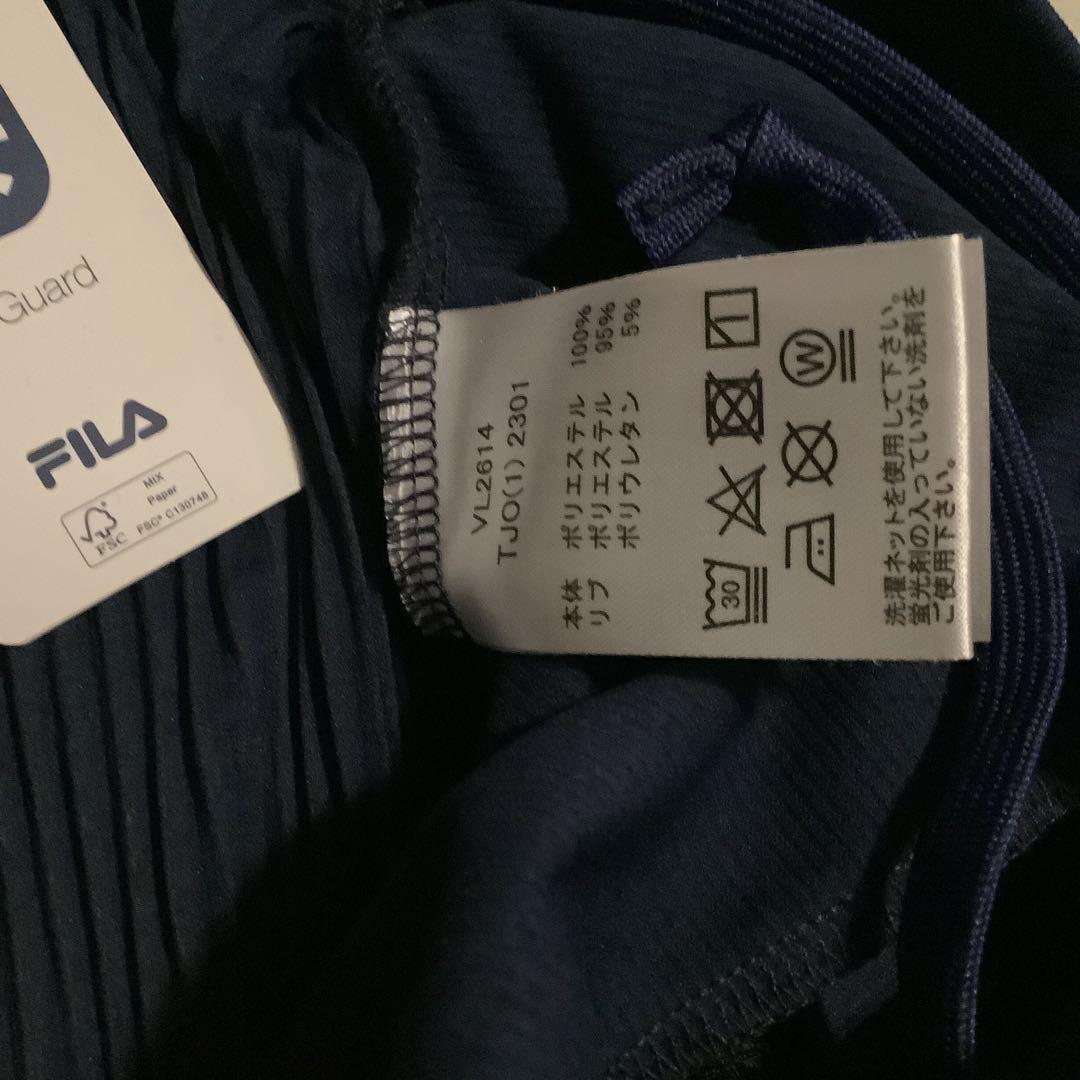 Guard
FILA
FSC
MIX
Paper
FSC® C130748
VL2614
TJO(1) 2301
本体 ポリエステル 100%
リブ ポリエステル 95%
ポリウレタン 5%
30
W
洗濯ネットを使用して下さい。
蛍光剤の入っていない洗剤を
ご使用下さい。